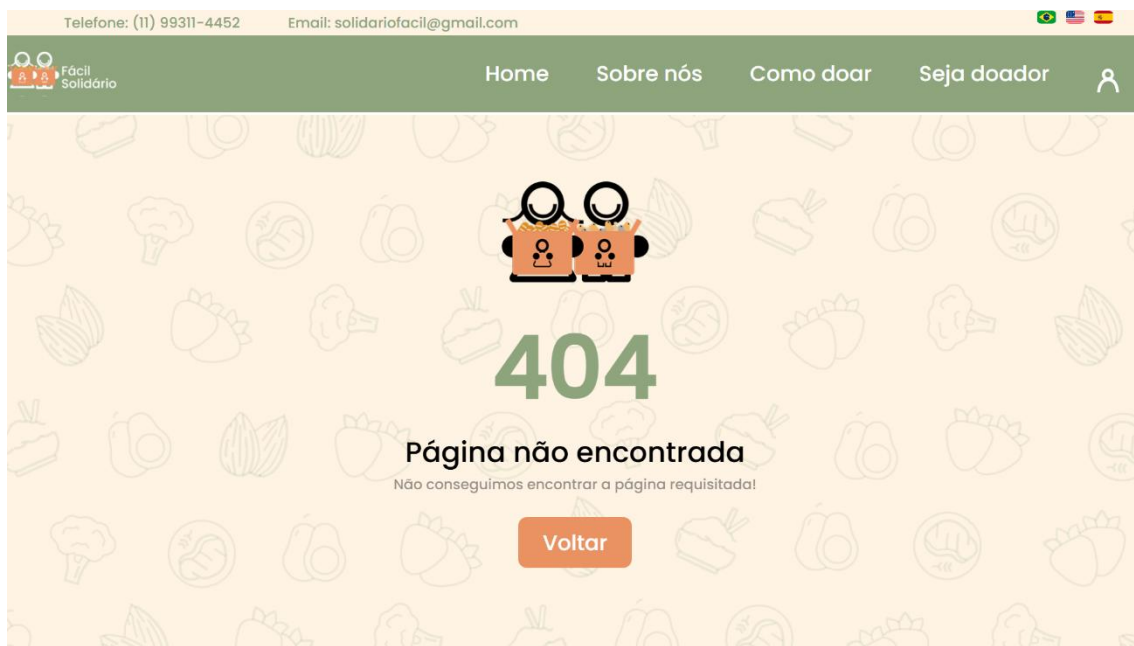 Telefone: (11) 99311-4452 Email: solidariofacil@gmail.com
Fácil
Solidário
Home Sobre nós Como doar Seja doador
404
Página não encontrada
Não conseguimos encontrar a página requisitada!
Voltar